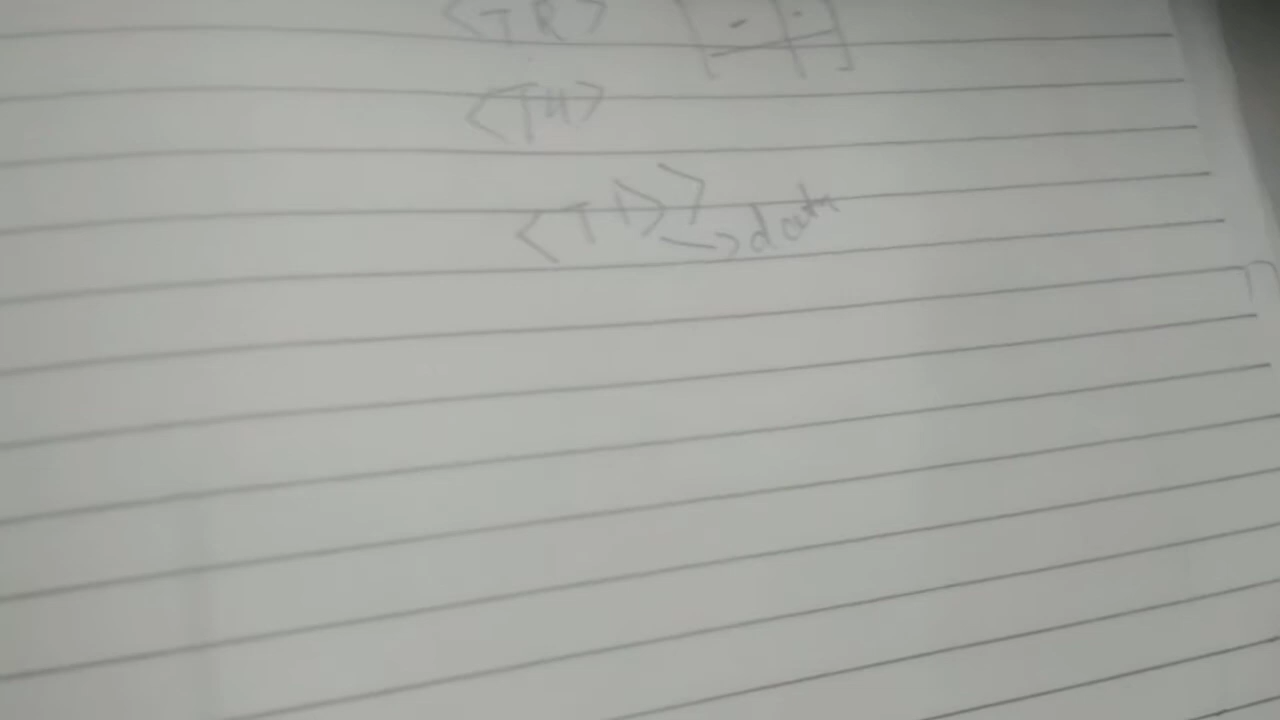 <TR>
<TH>
<TD>
→ data